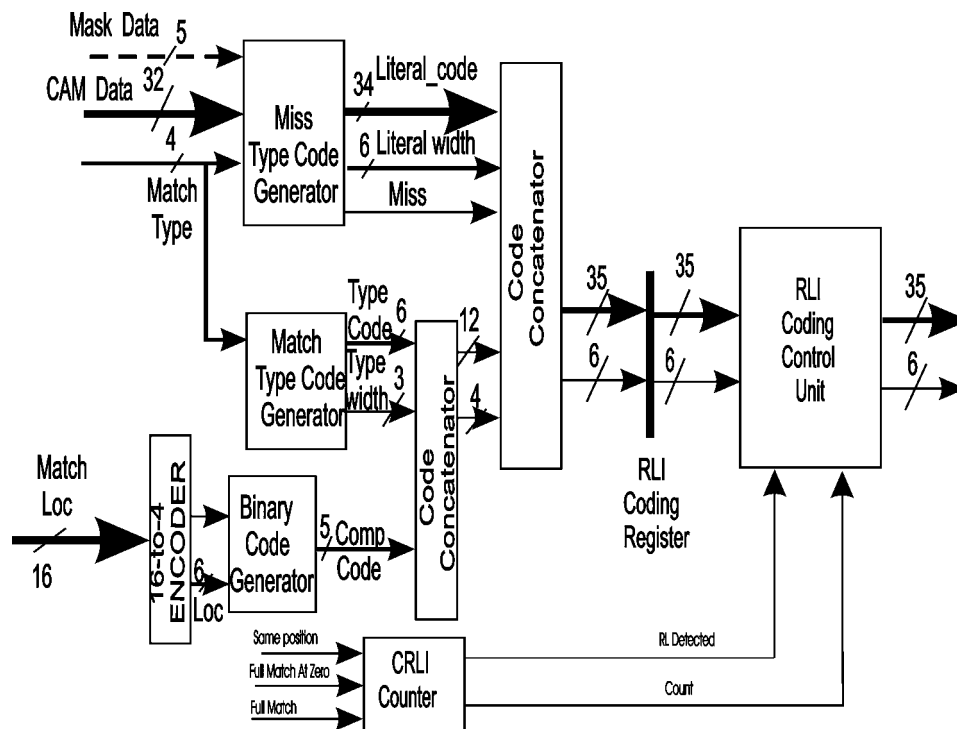 Mask Data
5
CAM Data
32
4
Match
Type
Miss
Type Code
Generator
34
Literal_code
6
Literal width
Miss
Code
Concatenator
Match
Type Code
Generator
Type
Code
6
Type
width
3
Code
Concatenator
12
4
35
6
RLI
Coding
Register
35
6
RLI
Coding
Control
Unit
35
6
Match
Loc
16
16-to-4
ENCODER
6
Loc
Binary
Code
Generator
5
Comp
Code
Same position
Full Match At Zero
Full Match
CRLI
Counter
RL Detected
Count